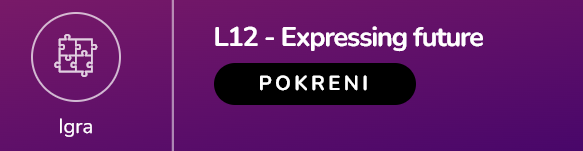 L12 - Expressing future
POKRENI
Igra